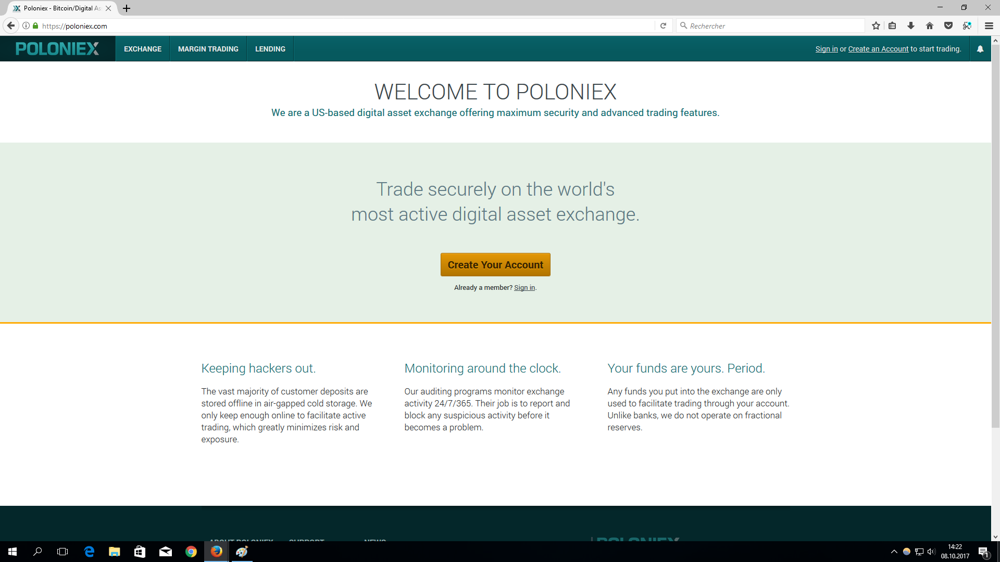 Poloniex - Bitcoin/Digital As
https://poloniex.com
Rechercher
POLONIEX
EXCHANGE
MARGIN TRADING
LENDING
Sign in or Create an Account to start trading.
WELCOME TO POLONIEX
We are a US-based digital asset exchange offering maximum security and advanced trading features.
Trade securely on the world's
most active digital asset exchange.
Create Your Account
Already a member? Sign in.
Keeping hackers out.
The vast majority of customer deposits are
stored offline in air-gapped cold storage. We
only keep enough online to facilitate active
trading, which greatly minimizes risk and
exposure.
Monitoring around the clock.
Our auditing programs monitor exchange
activity 24/7/365. Their job is to report and
block any suspicious activity before it
becomes a problem.
Your funds are yours. Period.
Any funds you put into the exchange are only
used to facilitate trading through your account.
Unlike banks, we do not operate on fractional
reserves.
ABOUT POLONIEX
SUPPORT
NEWS
POLONIEX
14:22
08.10.2017
1